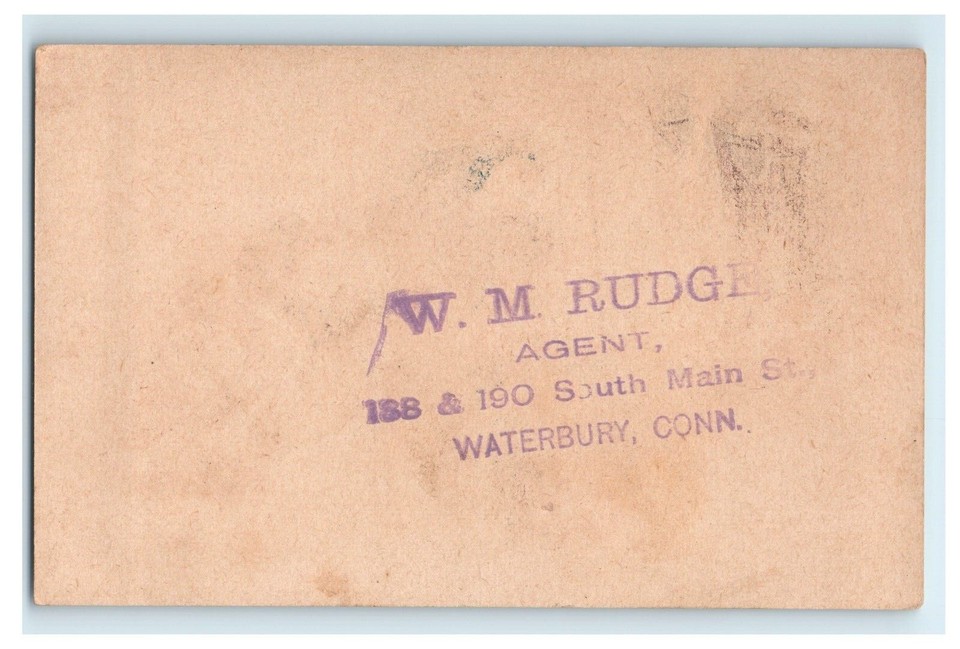 W. M. RUDGE
AGENT,
188 & 190 South Main St.,
WATERBURY, CONN.